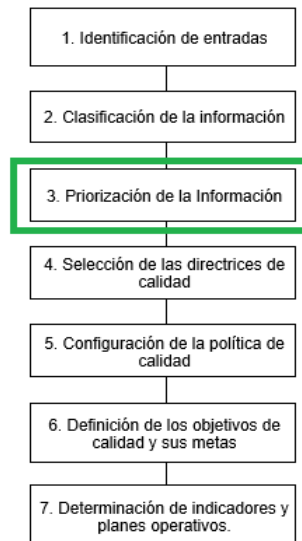 1. Identificación de entradas
2. Clasificación de la información
3. Priorización de la Información
4. Selección de las directrices de
calidad
5. Configuración de la política de
calidad
6. Definición de los objetivos de
calidad y sus metas
7. Determinación de indicadores y
planes operativos.